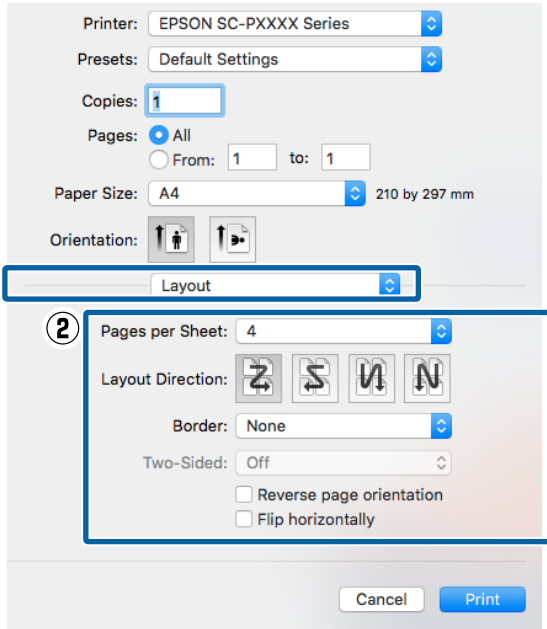 Printer: EPSON SC-PXXXX Series
Presets: Default Settings
Copies: 1
Pages: All
From: 1 to: 1
Paper Size: A4 210 by 297 mm
Orientation:
Layout
2
Pages per Sheet: 4
Layout Direction:
Border: None
Two-Sided: Off
Reverse page orientation
Flip horizontally
Cancel Print